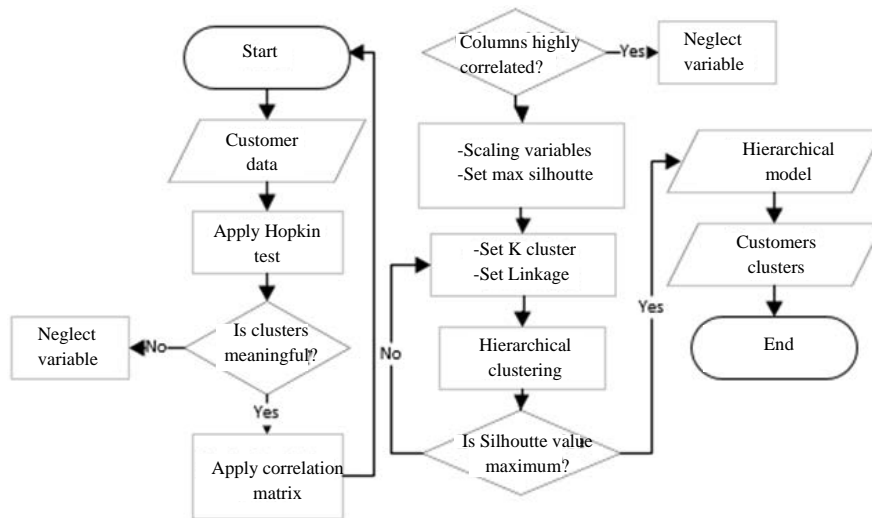 Start
Customer
data
Apply Hopkin
test
Is clusters
meaningful?
No
Neglect
variable
Yes
Apply correlation
matrix
Columns highly
correlated?
Yes
Neglect
variable
-Scaling variables
-Set max silhoutte
-Set K cluster
-Set Linkage
Hierarchical
clustering
Is Silhoutte value
maximum?
No
Yes
Hierarchical
model
Customers
clusters
End